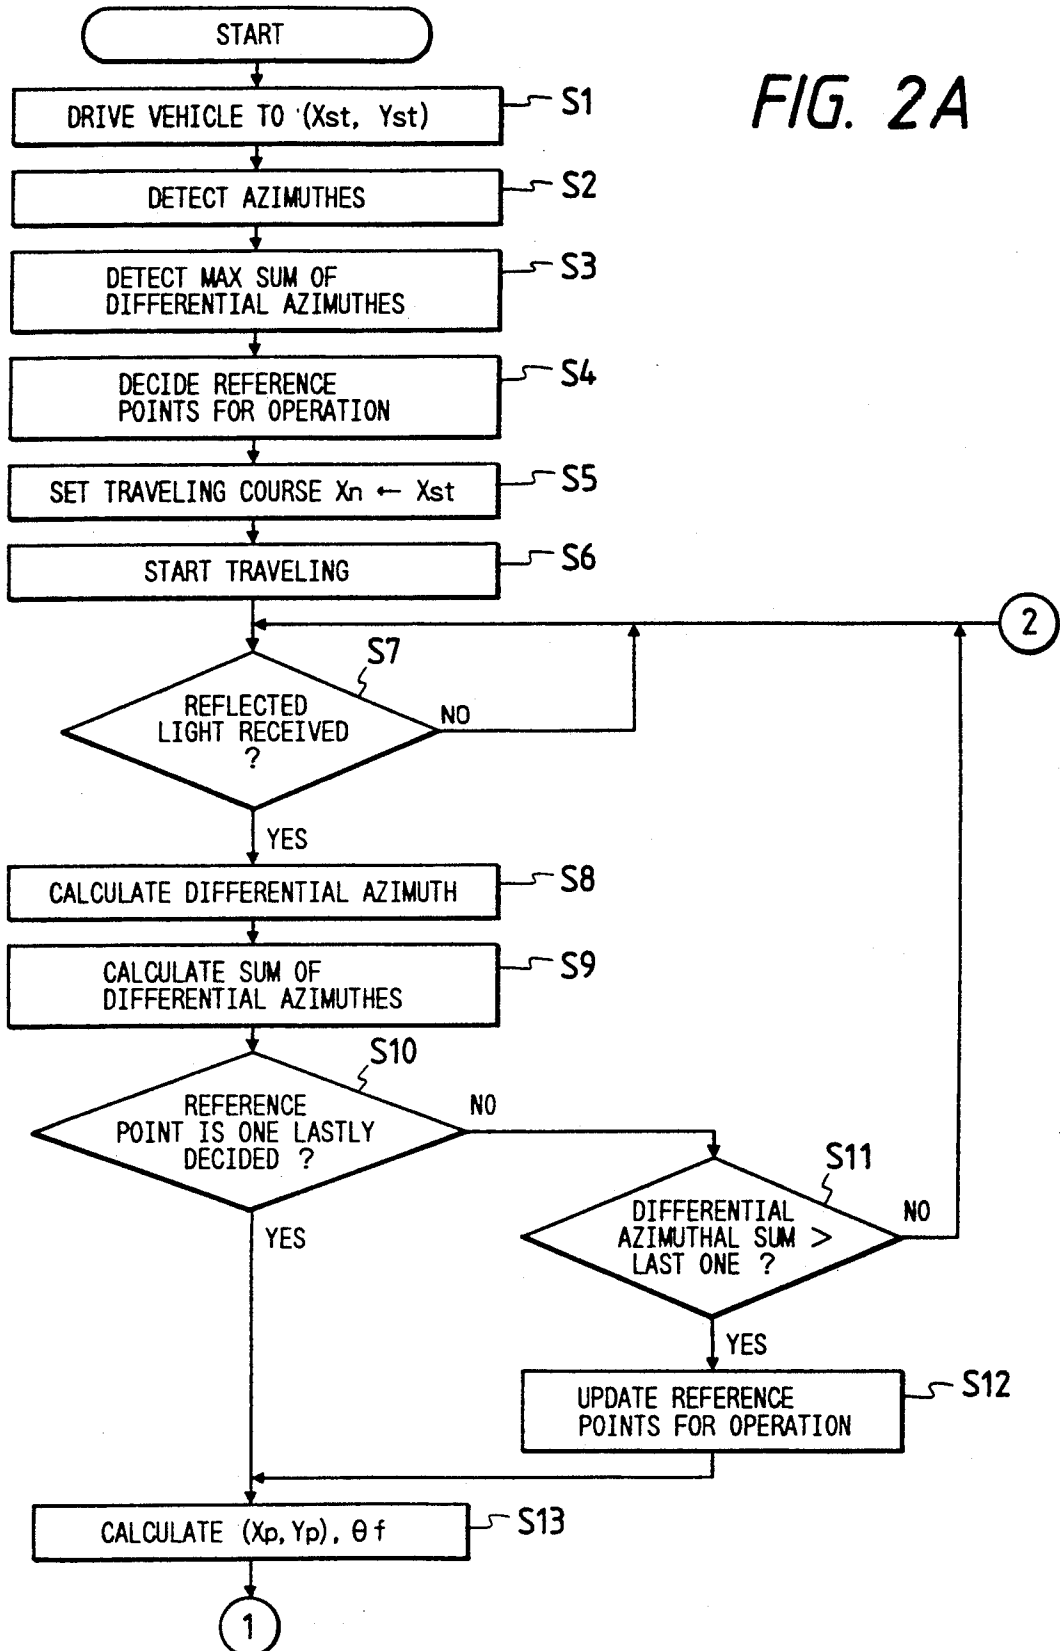 START
FIG. 2A
DRIVE VEHICLE TO (Xst, Yst)
S1
DETECT AZIMUTHES
S2
DETECT MAX SUM OF
DIFFERENTIAL AZIMUTHES
S3
DECIDE REFERENCE
POINTS FOR OPERATION
S4
SET TRAVELING COURSE Xn ← Xst
S5
START TRAVELING
S6
2
S7
REFLECTED
LIGHT RECEIVED
?
NO
YES
CALCULATE DIFFERENTIAL AZIMUTH
S8
CALCULATE SUM OF
DIFFERENTIAL AZIMUTHES
S9
S10
REFERENCE
POINT IS ONE LASTLY
DECIDED ?
NO
YES
S11
DIFFERENTIAL
AZIMUTHAL SUM >
LAST ONE ?
NO
YES
UPDATE REFERENCE
POINTS FOR OPERATION
S12
CALCULATE (Xp, Yp), θf
S13
1